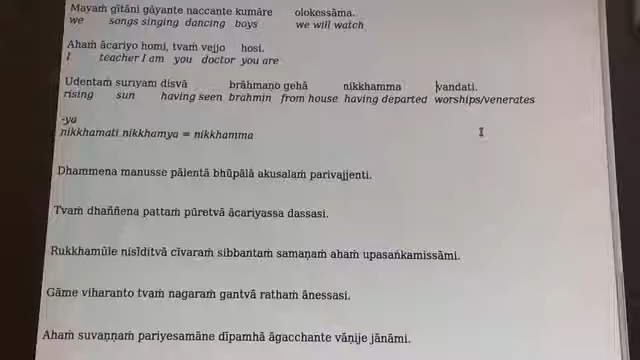 Mayaṁ gītāni gāyante naccante kumāre olokessāma.
we songs singing dancing boys we will watch
Ahaṁ ācariyo homi, tvaṁ vejjo hosi.
I teacher I am you doctor you are
Udentaṁ suriyaṁ disvā brāhmaṇo gehā nikkhamma vandati.
rising sun having seen brahmin from house having departed worships/venerates
-ya
nikkhamati nikkhamya = nikkhamma
Dhammena manusse pālentā bhūpālā akusalaṁ parivajjenti.
Tvaṁ dhaññena pattaṁ pūretvā ācariyassa dassasi.
Rukkhamūle nisīditvā cīvaraṁ sibbantaṁ samaṇaṁ ahaṁ upasaṅkamissāmi.
Gāme viharanto tvaṁ nagaraṁ gantvā rathaṁ ānessasi.
Ahaṁ suvaṇṇaṁ pariyesamāne dīpamhā āgacchante vāṇije jānāmi.